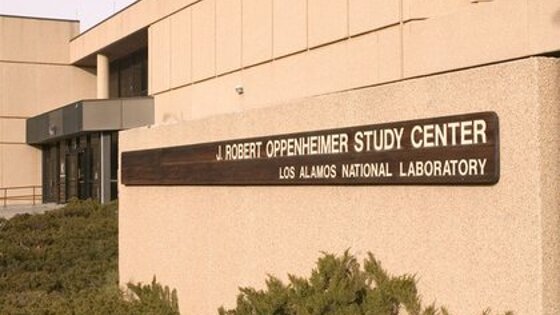 J. ROBERT OPPENHEIMER STUDY CENTER
LOS ALAMOS NATIONAL LABORATORY